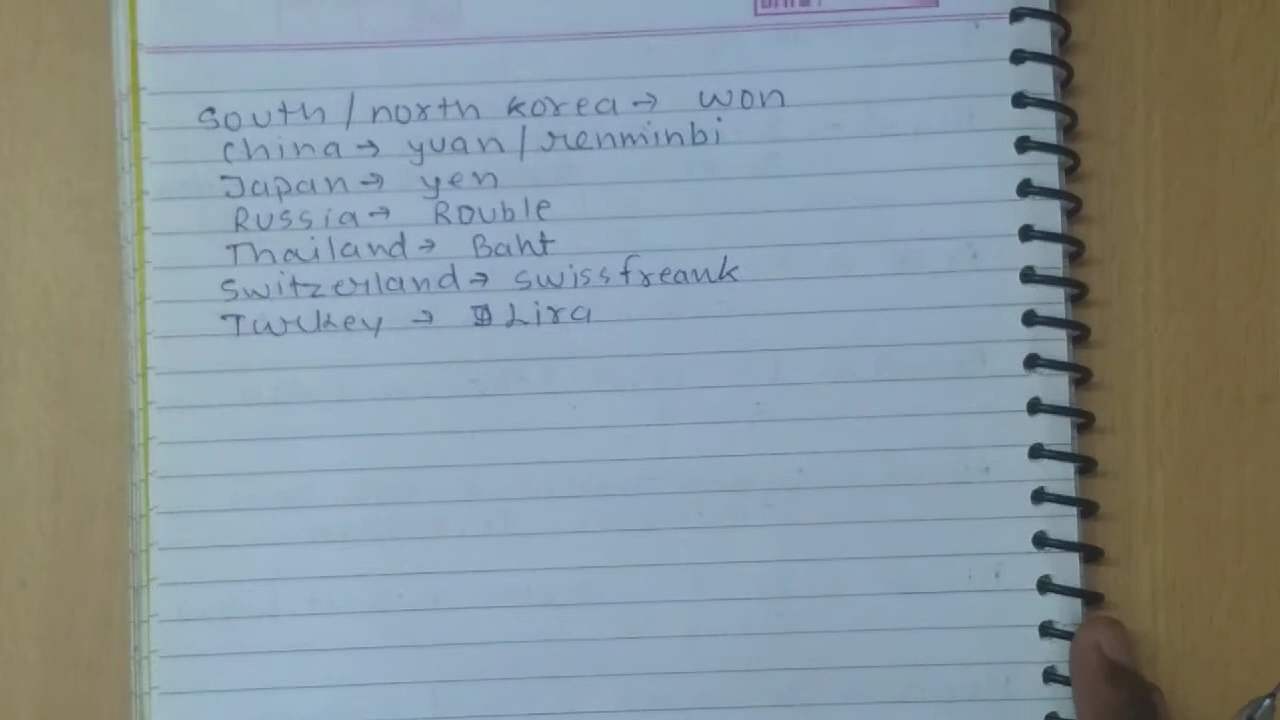 South/north korea → won
China → yuan/renminbi
Japan → yen
Russia → Rouble
Thailand → Baht
Switzerland → swissfreank
Turkey → Lira